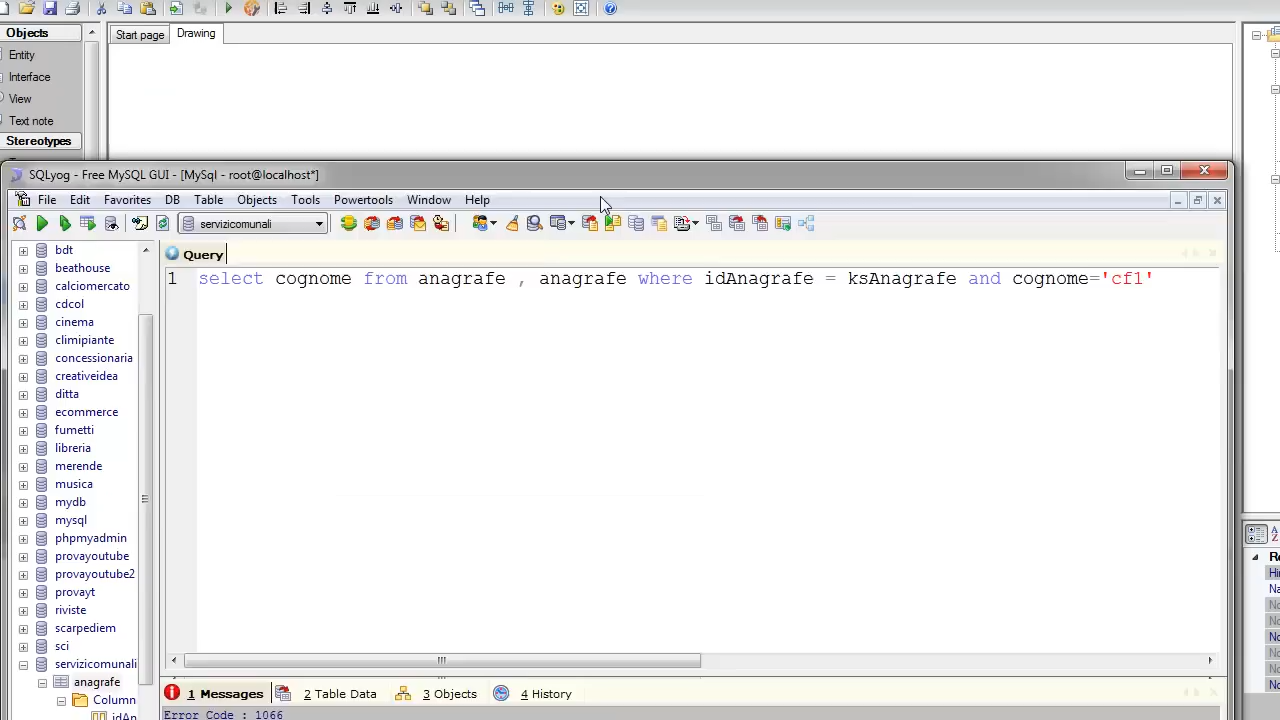 Objects
Start page
Drawing
Entity
Interface
View
Text note
Stereotypes
SQLyog - Free MySQL GUI - [MySql - root@localhost*]
File Edit Favorites DB Table Objects Tools Powertools Window Help
servizicomunali
Query
1 select cognome from anagrafe , anagrafe where idAnagrafe = ksAnagrafe and cognome='cf1'
bdt
beathouse
calciomercato
cdcol
cinema
climipiante
concessionaria
creativeidea
ditta
ecommerce
fumetti
libreria
merende
musica
mydb
mysql
phpmyadmin
provayoutube
provayoutube2
provayt
riviste
scarpediem
sci
servizicomunali
anagrafe
Column
1 Messages 2 Table Data 3 Objects 4 History
Error Code : 1066